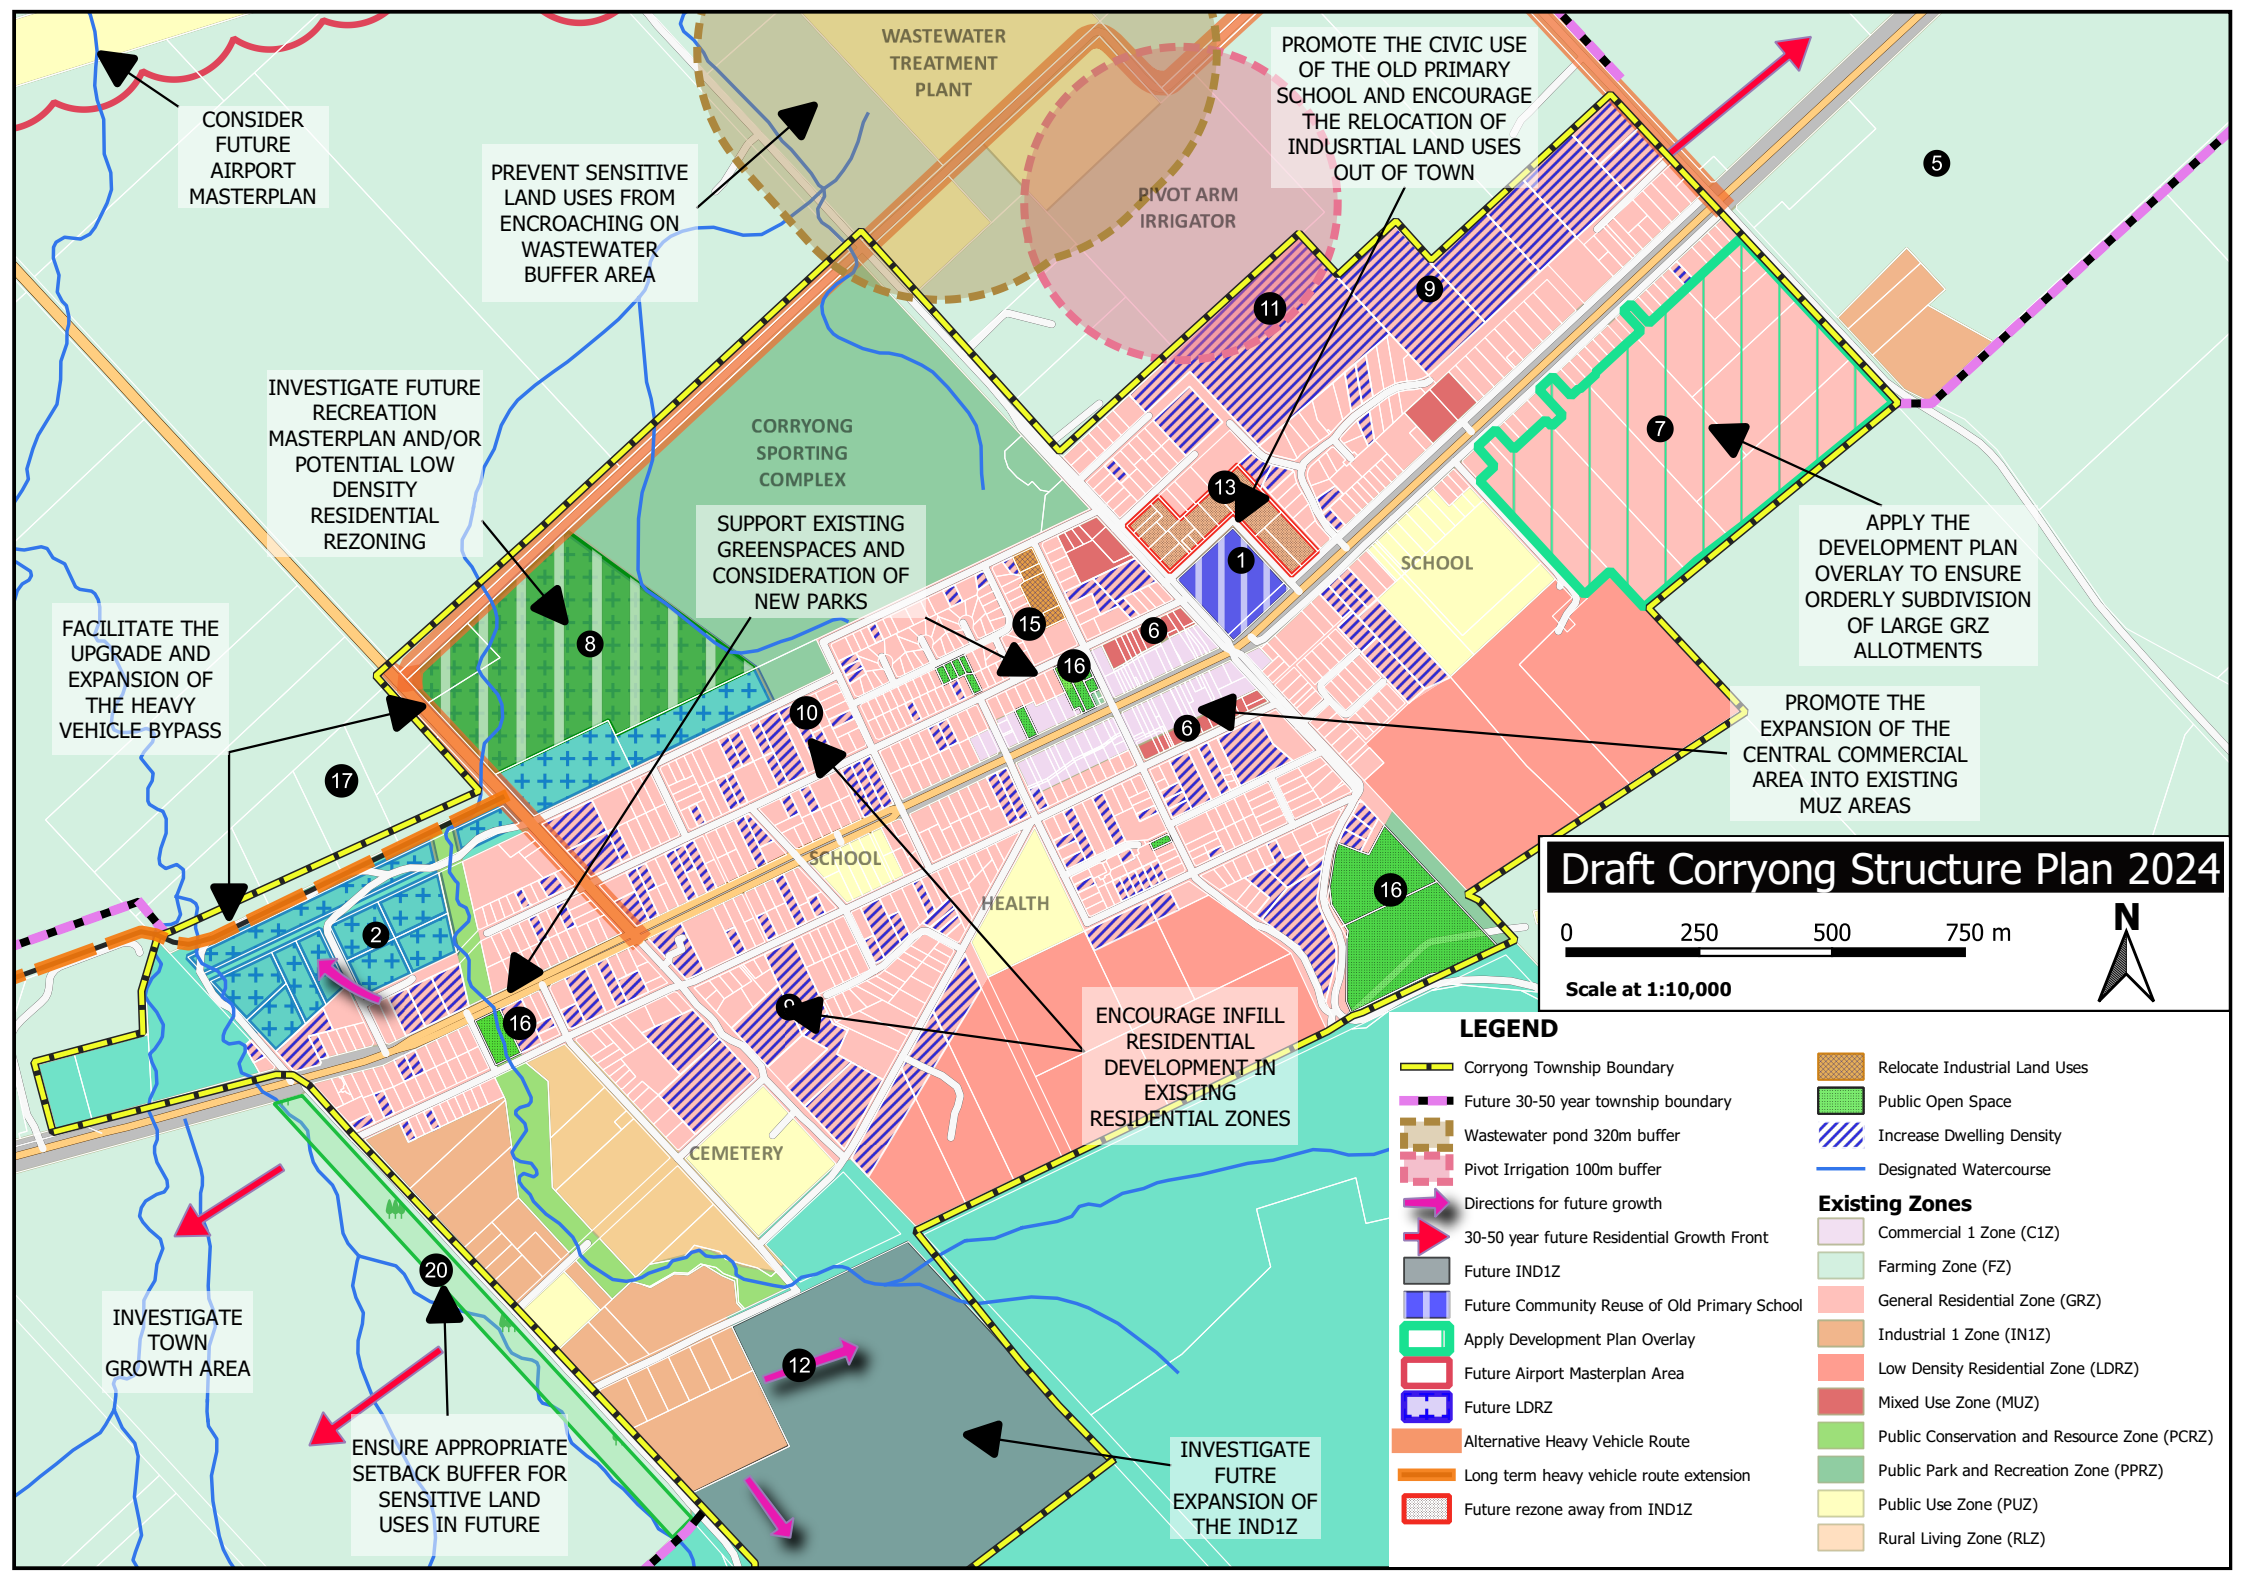 WASTEWATER
TREATMENT
PLANT
PROMOTE THE CIVIC USE
OF THE OLD PRIMARY
SCHOOL AND ENCOURAGE
THE RELOCATION OF
INDUSRTIAL LAND USES
OUT OF TOWN
CONSIDER
FUTURE
AIRPORT
MASTERPLAN
PREVENT SENSITIVE
LAND USES FROM
ENCROACHING ON
WASTEWATER
BUFFER AREA
PIVOT ARM
IRRIGATOR
5
9
11
INVESTIGATE FUTURE
RECREATION
MASTERPLAN AND/OR
POTENTIAL LOW
DENSITY
RESIDENTIAL
REZONING
CORRYONG
SPORTING
COMPLEX
7
13
SUPPORT EXISTING
GREENSPACES AND
CONSIDERATION OF
NEW PARKS
1
SCHOOL
APPLY THE
DEVELOPMENT PLAN
OVERLAY TO ENSURE
ORDERLY SUBDIVISION
OF LARGE GRZ
ALLOTMENTS
FACILITATE THE
UPGRADE AND
EXPANSION OF
THE HEAVY
VEHICLE BYPASS
8
15
6
16
10
6
PROMOTE THE
EXPANSION OF THE
CENTRAL COMMERCIAL
AREA INTO EXISTING
MUZ AREAS
17
SCHOOL
HEALTH
16
2
9
16
ENCOURAGE INFILL
RESIDENTIAL
DEVELOPMENT IN
EXISTING
RESIDENTIAL ZONES
CEMETERY
20
INVESTIGATE
TOWN
GROWTH AREA
12
ENSURE APPROPRIATE
SETBACK BUFFER FOR
SENSITIVE LAND
USES IN FUTURE
INVESTIGATE
FUTRE
EXPANSION OF
THE IND1Z
Draft Corryong Structure Plan 2024
0 250 500 750 m
Scale at 1:10,000
N
LEGEND
Corryong Township Boundary
Future 30-50 year township boundary
Wastewater pond 320m buffer
Pivot Irrigation 100m buffer
Directions for future growth
30-50 year future Residential Growth Front
Future IND1Z
Future Community Reuse of Old Primary School
Apply Development Plan Overlay
Future Airport Masterplan Area
Future LDRZ
Alternative Heavy Vehicle Route
Long term heavy vehicle route extension
Future rezone away from IND1Z
Relocate Industrial Land Uses
Public Open Space
Increase Dwelling Density
Designated Watercourse
Existing Zones
Commercial 1 Zone (C1Z)
Farming Zone (FZ)
General Residential Zone (GRZ)
Industrial 1 Zone (IN1Z)
Low Density Residential Zone (LDRZ)
Mixed Use Zone (MUZ)
Public Conservation and Resource Zone (PCRZ)
Public Park and Recreation Zone (PPRZ)
Public Use Zone (PUZ)
Rural Living Zone (RLZ)